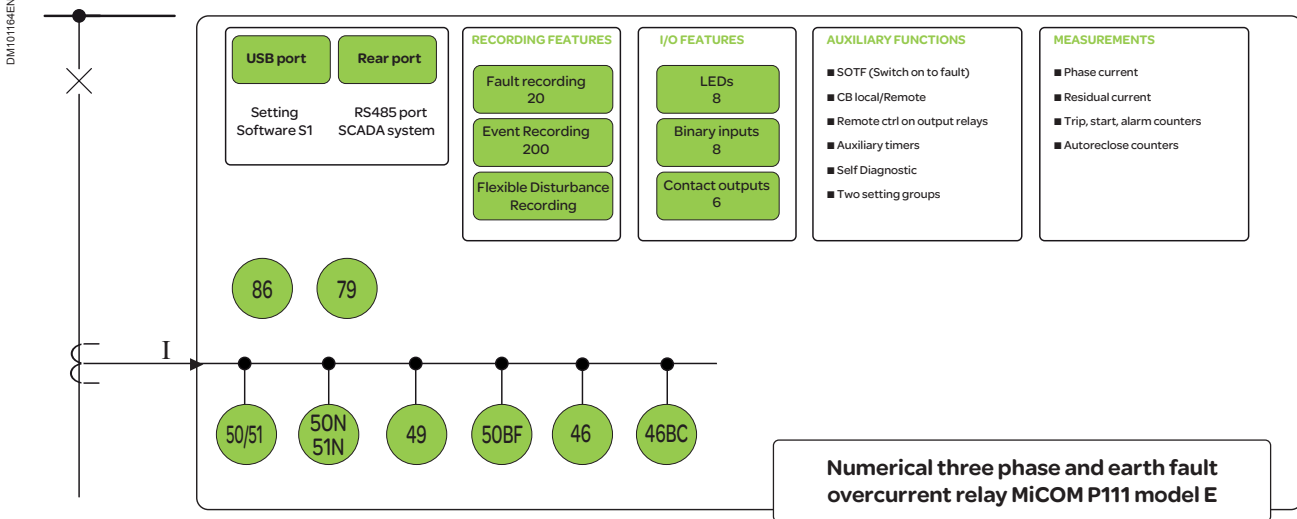 DM101164EN
USB port
Rear port
Setting
Software S1
RS485 port
SCADA system
RECORDING FEATURES
Fault recording
20
Event Recording
200
Flexible Disturbance
Recording
I/O FEATURES
LEDs
8
Binary inputs
8
Contact outputs
6
AUXILIARY FUNCTIONS
■ SOTF (Switch on to fault)
■ CB local/Remote
■ Remote ctrl on output relays
■ Auxiliary timers
■ Self Diagnostic
■ Two setting groups
MEASUREMENTS
■ Phase current
■ Residual current
■ Trip, start, alarm counters
■ Autoreclose counters
86
79
I
50/51
50N
51N
49
50BF
46
46BC
Numerical three phase and earth fault
overcurrent relay MiCOM P111 model E